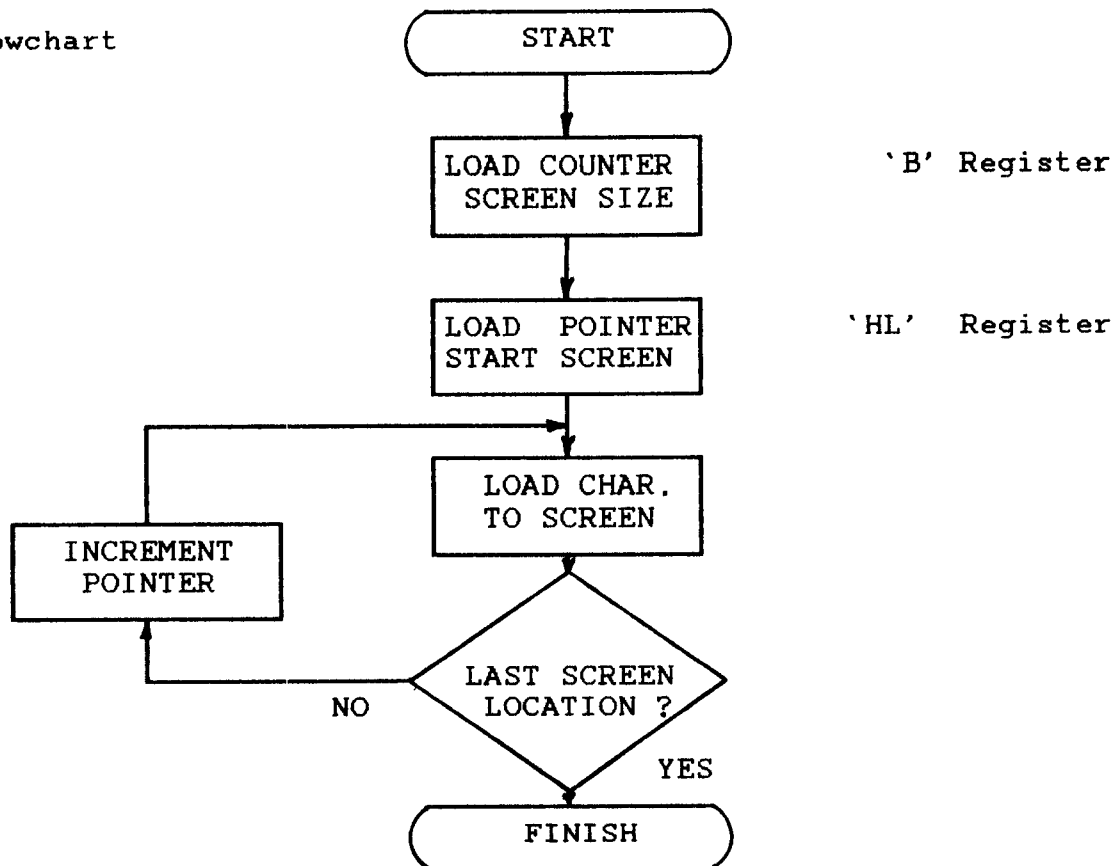 owchart
START
LOAD COUNTER
SCREEN SIZE
`B' Register
LOAD POINTER
START SCREEN
`HL' Register
LOAD CHAR.
TO SCREEN
INCREMENT
POINTER
LAST SCREEN
LOCATION ?
NO
YES
FINISH